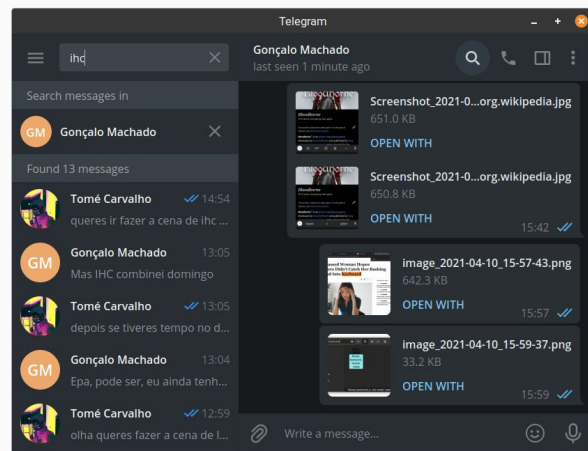 Telegram
ihc
Search messages in
GM Gonçalo Machado
Found 13 messages
Tomé Carvalho 14:54
queres ir fazer a cena de ihc ...
GM Gonçalo Machado 13:05
Mas IHC combinei domingo
Tomé Carvalho 13:05
depois se tiveres tempo no d...
GM Gonçalo Machado 13:04
Epa, pode ser, eu ainda tenh...
Tomé Carvalho 12:59
olha queres fazer a cena de I...
Gonçalo Machado
last seen 1 minute ago
Screenshot_2021-0...org.wikipedia.jpg
651.0 KB
OPEN WITH
Screenshot_2021-0...org.wikipedia.jpg
650.8 KB
OPEN WITH
15:42
image_2021-04-10_15-57-43.png
642.3 KB
OPEN WITH
15:57
image_2021-04-10_15-59-37.png
33.2 KB
OPEN WITH
15:59
Write a message...